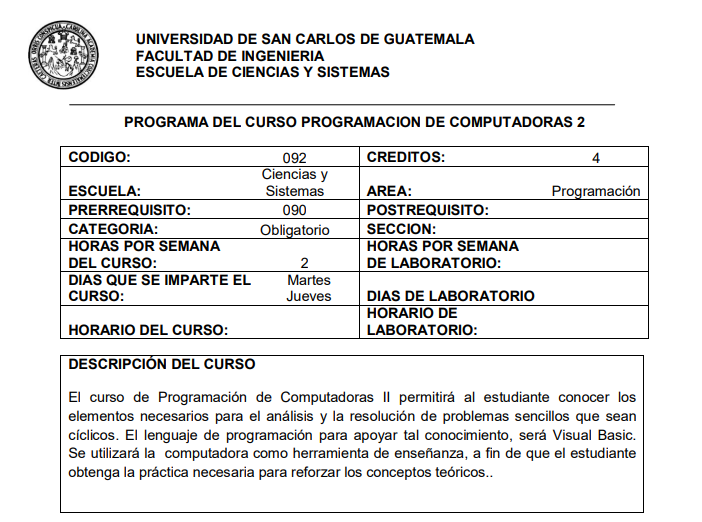 UNIVERSIDAD DE SAN CARLOS DE GUATEMALA
FACULTAD DE INGENIERIA
ESCUELA DE CIENCIAS Y SISTEMAS
PROGRAMA DEL CURSO PROGRAMACION DE COMPUTADORAS 2
CODIGO: 092 CREDITOS: 4
ESCUELA: Ciencias y Sistemas AREA: Programación
PRERREQUISITO: 090 POSTREQUISITO:
CATEGORIA: Obligatorio SECCION:
HORAS POR SEMANA DEL CURSO: 2 HORAS POR SEMANA DE LABORATORIO:
DIAS QUE SE IMPARTE EL CURSO: Martes Jueves DIAS DE LABORATORIO
HORARIO DEL CURSO: HORARIO DE LABORATORIO:
DESCRIPCIÓN DEL CURSO
El curso de Programación de Computadoras II permitirá al estudiante conocer los
elementos necesarios para el análisis y la resolución de problemas sencillos que sean
cíclicos. El lenguaje de programación para apoyar tal conocimiento, será Visual Basic.
Se utilizará la computadora como herramienta de enseñanza, a fin de que el estudiante
obtenga la práctica necesaria para reforzar los conceptos teóricos..